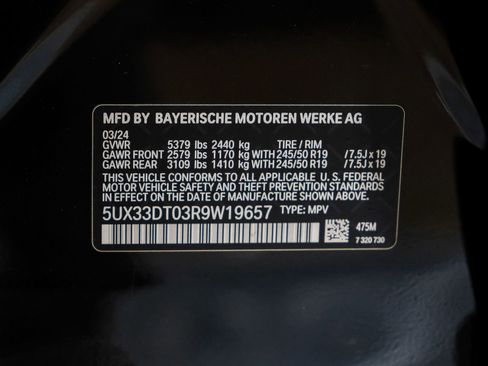 MFD BY BAYERISCHE MOTOREN WERKE AG
03/24
GVWR 5379 lbs 2440 kg TIRE / RIM
GAWR FRONT 2579 lbs 1170 kg WITH 245/50 R19 /7.5J x 19
GAWR REAR 3109 lbs 1410 kg WITH 245/50 R19 /7.5J x 19
THIS VEHICLE CONFORMS TO ALL APPLICABLE U. S. FEDERAL
MOTOR VEHICLE SAFETY AND THEFT PREVENTION STANDARDS
IN EFFECT ON THE DATE OF MANUFACTURE SHOWN ABOVE.
5UX33DT03R9W19657 TYPE: MPV
475M
7 320 730